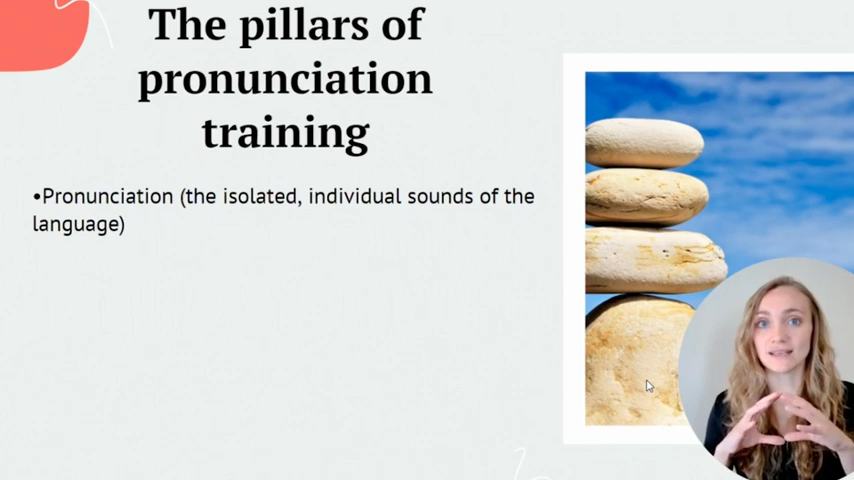 The pillars of
pronunciation
training
•Pronunciation (the isolated, individual sounds of the
language)